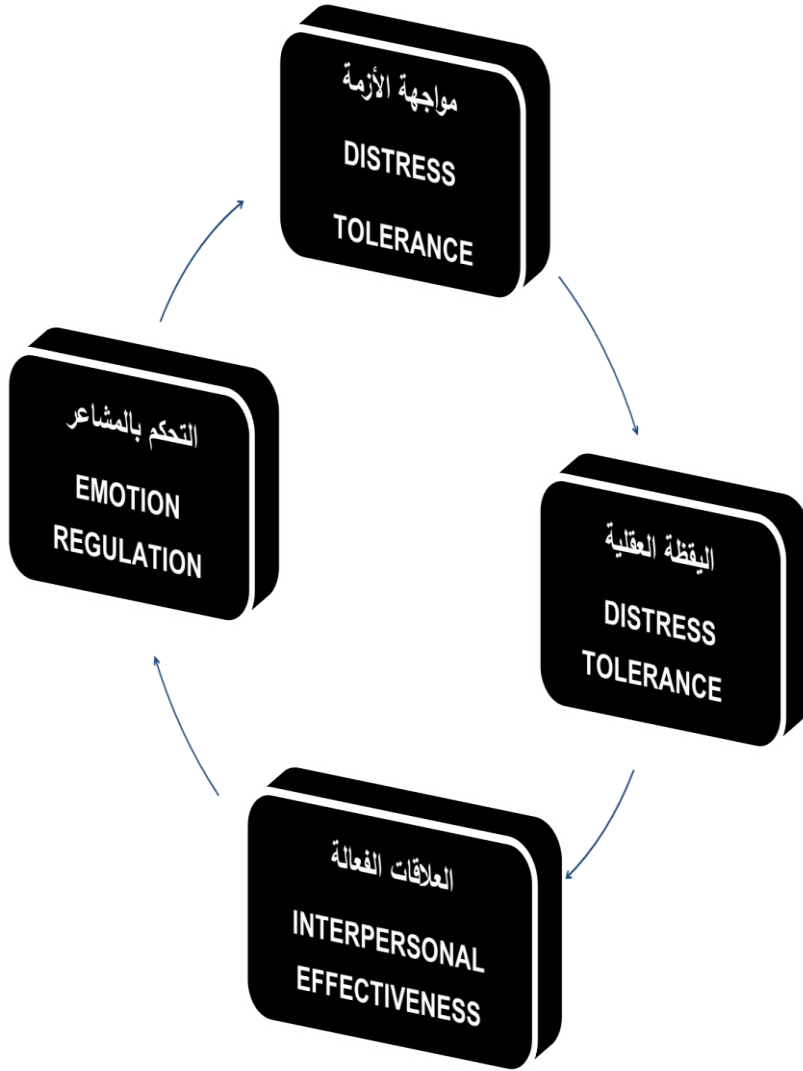 مواجهة الأزمة
DISTRESS
TOLERANCE
التحكم بالمشاعر
EMOTION
REGULATION
اليقظة العقلية
DISTRESS
TOLERANCE
العلاقات الفعالة
INTERPERSONAL
EFFECTIVENESS